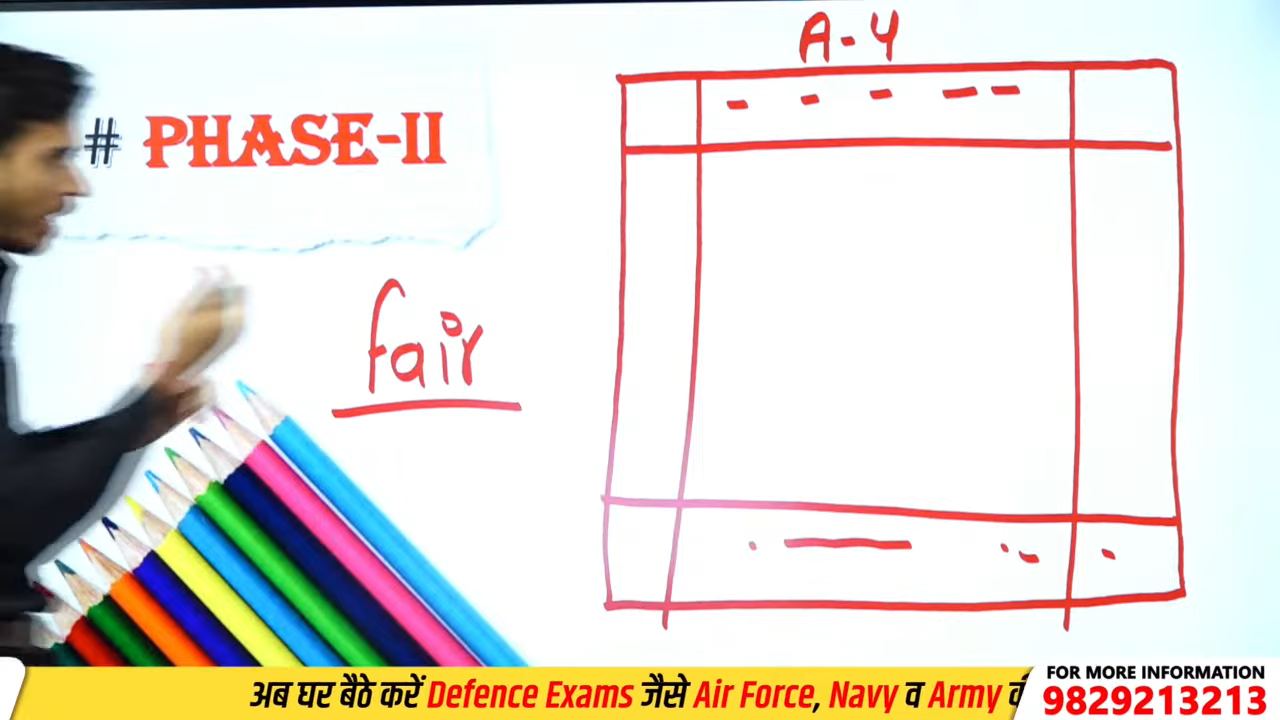 A-4
# PHASE-II
fair
अब घर बैठे करें Defence Exams जैसे Air Force, Navy व Army
FOR MORE INFORMATION
9829213213